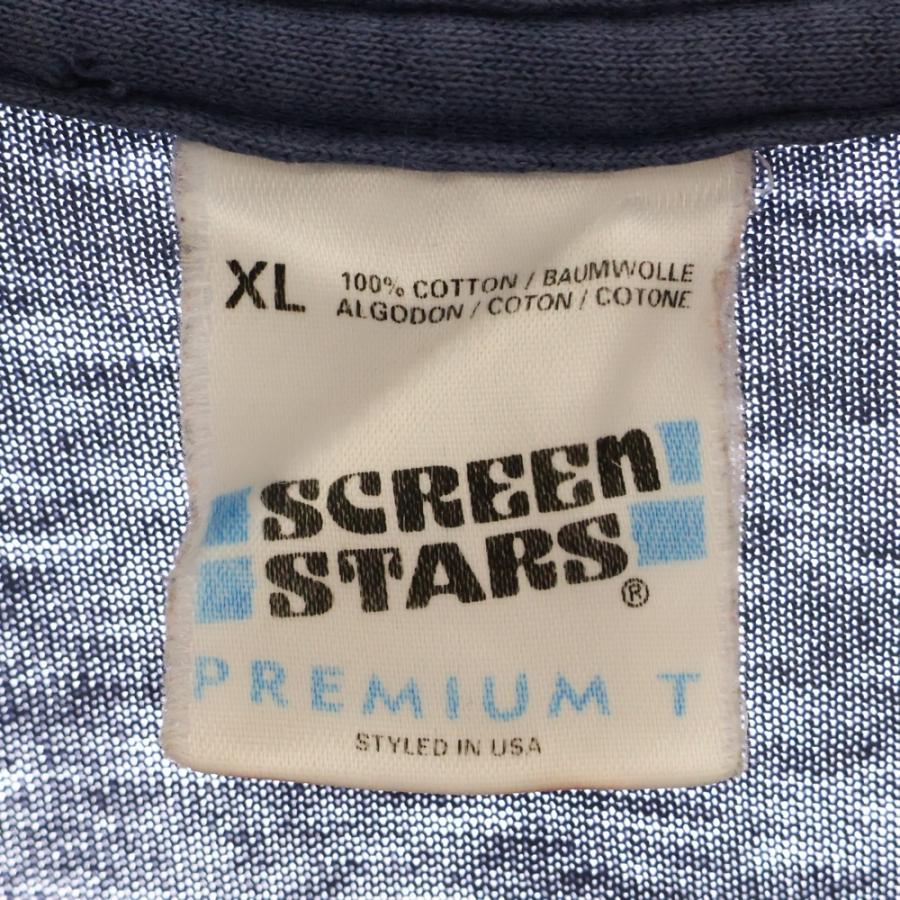 XL
100% COTTON / BAUMWOLLE
ALGODON / COTON / COTONE
SCREEN
STARS ®
PREMIUM T
STYLED IN USA